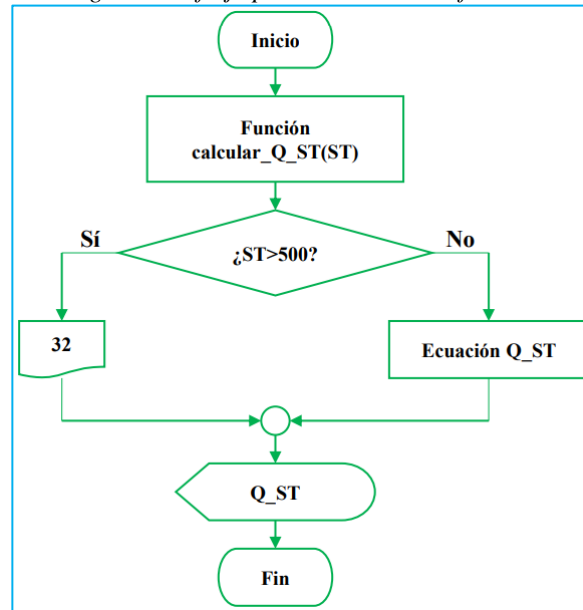 Inicio
Función
calcular_Q_ST(ST)
Sí
No
¿ST>500?
32
Ecuación Q_ST
Q_ST
Fin